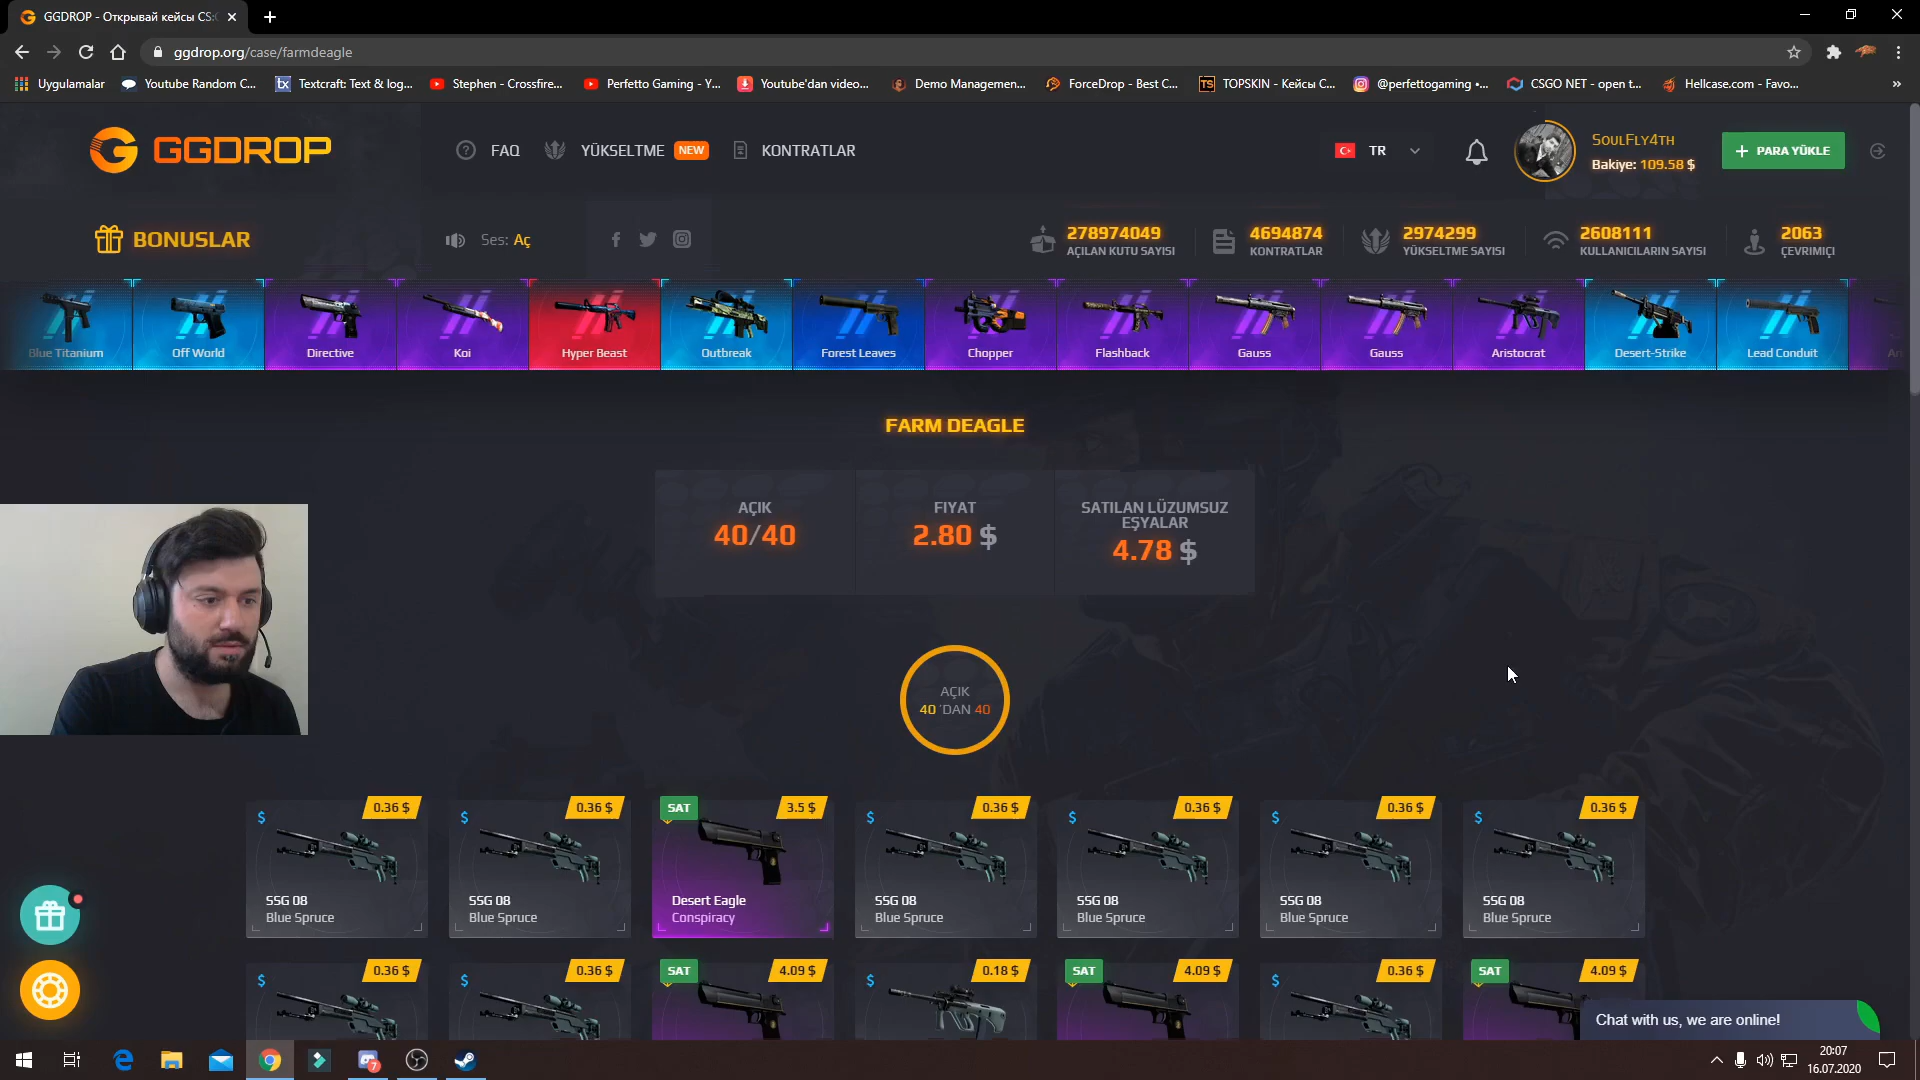 GGDROP - Открывай кейсы CS:
ggdrop.org/case/farmdeagle
Uygulamalar
Youtube Random C...
Textcraft: Text & log...
Stephen - Crossfire...
Perfetto Gaming - Y...
Youtube'dan video...
Demo Managemen...
ForceDrop - Best C...
TOPSKIN - Кейсы C...
@perfettogaming •...
CSGO NET - open t...
Hellcase.com - Favo...
GGDROP
FAQ
YÜKSELTME NEW
KONTRATLAR
TR
SOULFLY4TH
Bakiye: 109.58 $
+ PARA YÜKLE
BONUSLAR
Ses: Aç
278974049
AÇILAN KUTU SAYISI
4694874
KONTRATLAR
2974299
YÜKSELTME SAYISI
2608111
KULLANICILARIN SAYISI
2063
ÇEVRIMIÇI
Blue Titanium
Off World
Directive
Koi
Hyper Beast
Outbreak
Forest Leaves
Chopper
Flashback
Gauss
Gauss
Aristocrat
Desert-Strike
Lead Conduit
FARM DEAGLE
AÇIK
40/40
FIYAT
2.80 $
SATILAN LÜZUMSUZ
EŞYALAR
4.78 $
AÇIK
40 'DAN 40
$ 0.36 $
SSG 08
Blue Spruce
$ 0.36 $
SSG 08
Blue Spruce
SAT 3.5 $
Desert Eagle
Conspiracy
$ 0.36 $
SSG 08
Blue Spruce
$ 0.36 $
SSG 08
Blue Spruce
$ 0.36 $
SSG 08
Blue Spruce
$ 0.36 $
SSG 08
Blue Spruce
$ 0.36 $
$ 0.36 $
SAT 4.09 $
$ 0.18 $
SAT 4.09 $
$ 0.36 $
SAT 4.09 $
Chat with us, we are online!
7
20:07
16.07.2020